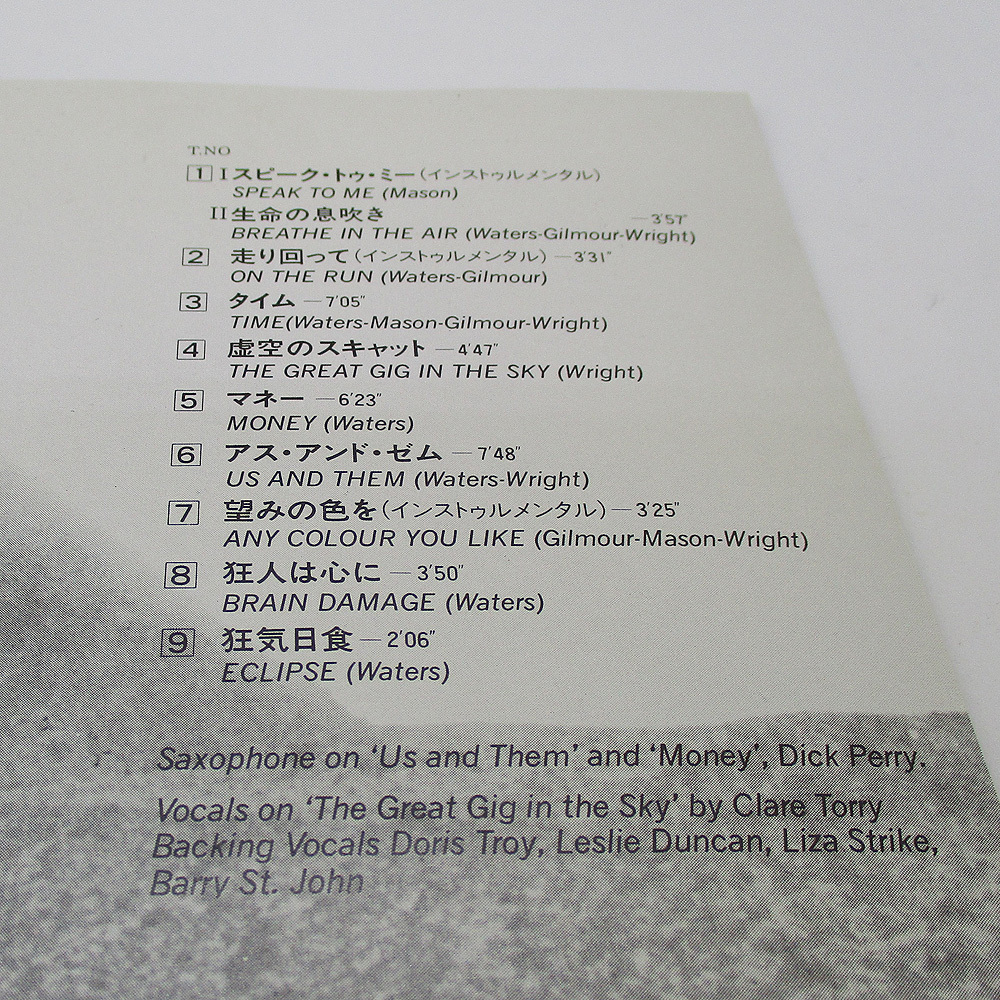 T.NO
1 I スピーク・トゥ・ミー(インストゥルメンタル)
SPEAK TO ME (Mason)
II 生命の息吹き —3'57"
BREATHE IN THE AIR (Waters-Gilmour-Wright)
2 走り回って(インストゥルメンタル)—3'31"
ON THE RUN (Waters-Gilmour)
3 タイム —7'05"
TIME(Waters-Mason-Gilmour-Wright)
4 虚空のスキャット —4'47"
THE GREAT GIG IN THE SKY (Wright)
5 マネー —6'23"
MONEY (Waters)
6 アス・アンド・ゼム —7'48"
US AND THEM (Waters-Wright)
7 望みの色を(インストゥルメンタル)—3'25"
ANY COLOUR YOU LIKE (Gilmour-Mason-Wright)
8 狂人は心に —3'50"
BRAIN DAMAGE (Waters)
9 狂気日食 —2'06"
ECLIPSE (Waters)
Saxophone on ‘Us and Them’ and ‘Money’, Dick Perry.
Vocals on ‘The Great Gig in the Sky’ by Clare Torry
Backing Vocals Doris Troy, Leslie Duncan, Liza Strike,
Barry St. John